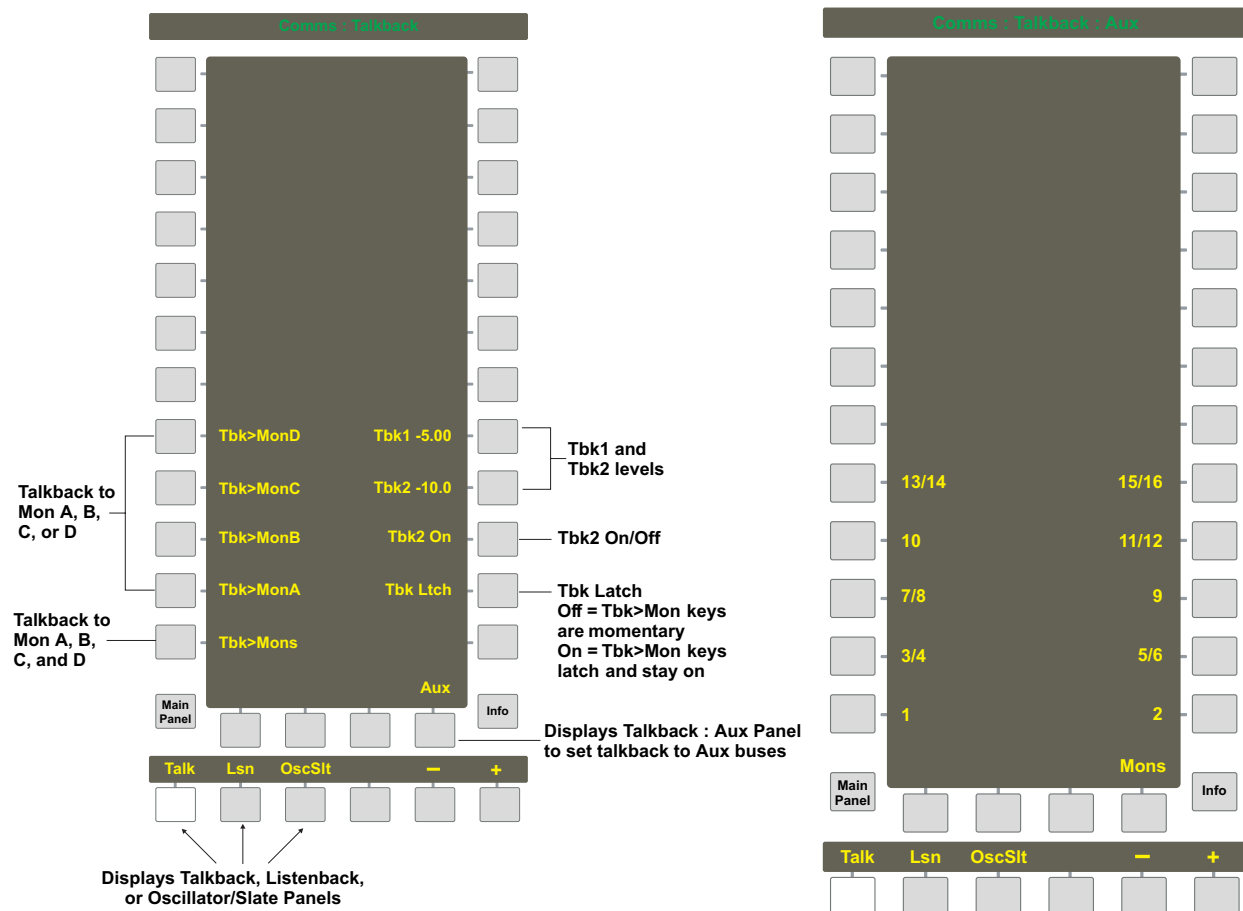 Comms : Talkback
Tbk>MonD
Tbk1 -5.00
Tbk>MonC
Tbk2 -10.0
Tbk>MonB
Tbk2 On
Tbk>MonA
Tbk Ltch
Tbk>Mons
Aux
Talkback to
Mon A, B,
C, or D
Talkback to
Mon A, B,
C, and D
Tbk1 and
Tbk2 levels
Tbk2 On/Off
Tbk Latch
Off = Tbk>Mon keys
are momentary
On = Tbk>Mon keys
latch and stay on
Main
Panel
Info
Displays Talkback : Aux Panel
to set talkback to Aux buses
Talk Lsn OscSlt – +
Displays Talkback, Listenback,
or Oscillator/Slate Panels
Comms : Talkback : Aux
13/14 15/16
10 11/12
7/8 9
3/4 5/6
1 2
Mons
Main
Panel
Info
Talk Lsn OscSlt – +